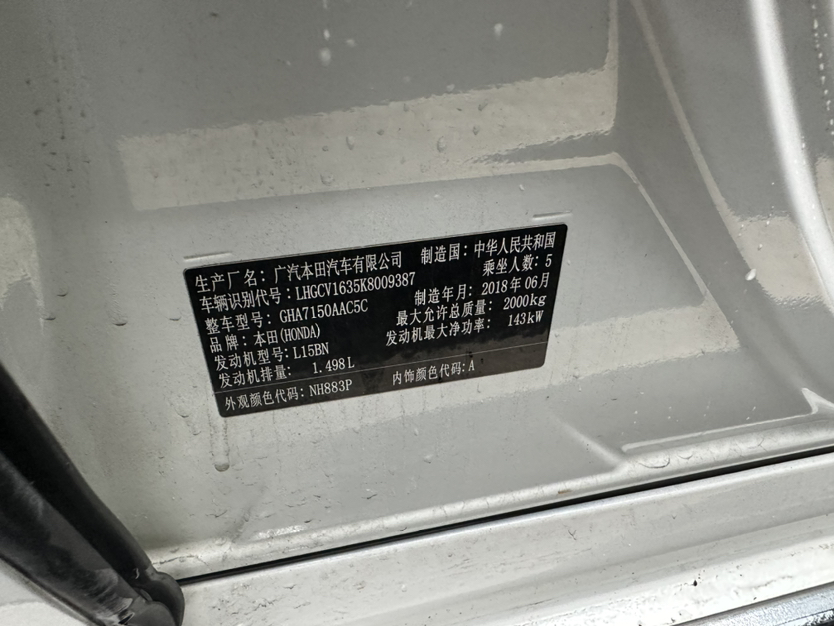 生产厂名：广汽本田汽车有限公司 制造国：中华人民共和国
车辆识别代号：LHGCV1635K8009387 乘坐人数：5
整车型号：GHA7150AAC5C 制造年月：2018年06月
品牌：本田(HONDA) 最大允许总质量：2000kg
发动机型号：L15BN 发动机最大净功率：143kW
发动机排量：1.498L
外观颜色代码：NH883P 内饰颜色代码：A